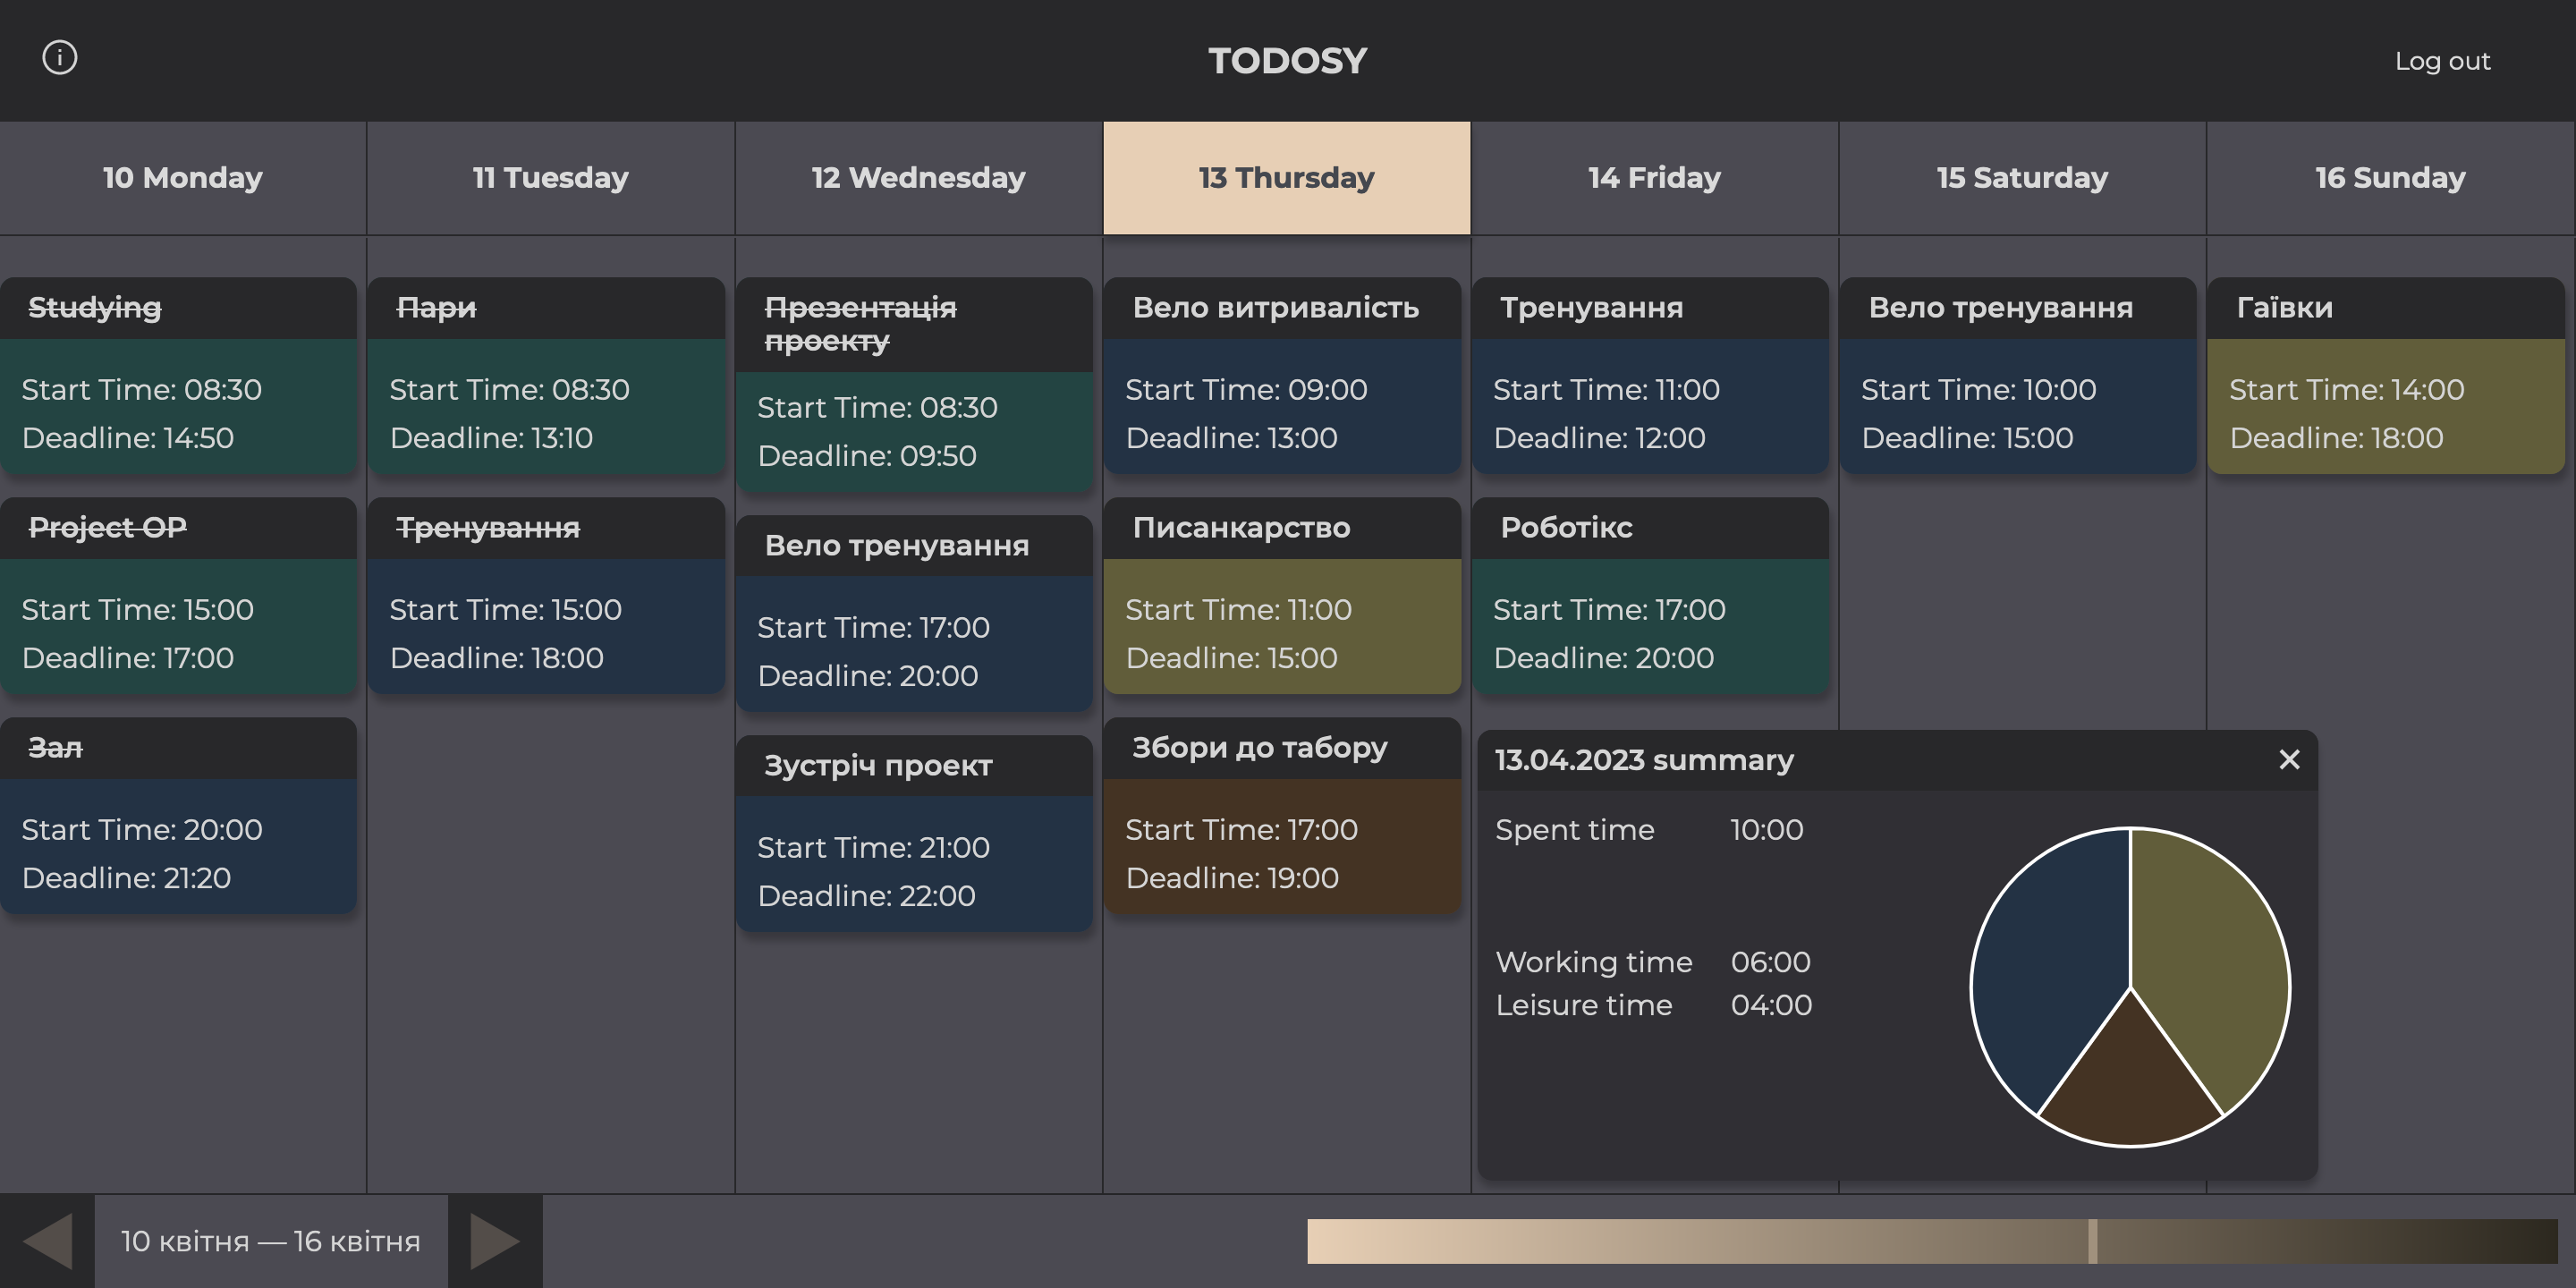 TODOSY
Log out
10 Monday
11 Tuesday
12 Wednesday
13 Thursday
14 Friday
15 Saturday
16 Sunday
Studying
Start Time: 08:30
Deadline: 14:50
Project OP
Start Time: 15:00
Deadline: 17:00
Зал
Start Time: 20:00
Deadline: 21:20
Пари
Start Time: 08:30
Deadline: 13:10
Тренування
Start Time: 15:00
Deadline: 18:00
Презентація
проекту
Start Time: 08:30
Deadline: 09:50
Вело тренування
Start Time: 17:00
Deadline: 20:00
Зустріч проект
Start Time: 21:00
Deadline: 22:00
Вело витривалість
Start Time: 09:00
Deadline: 13:00
Писанкарство
Start Time: 11:00
Deadline: 15:00
Збори до табору
Start Time: 17:00
Deadline: 19:00
Тренування
Start Time: 11:00
Deadline: 12:00
Роботікс
Start Time: 17:00
Deadline: 20:00
Вело тренування
Start Time: 10:00
Deadline: 15:00
Гаївки
Start Time: 14:00
Deadline: 18:00
13.04.2023 summary
Spent time 10:00
Working time 06:00
Leisure time 04:00
10 квітня — 16 квітня